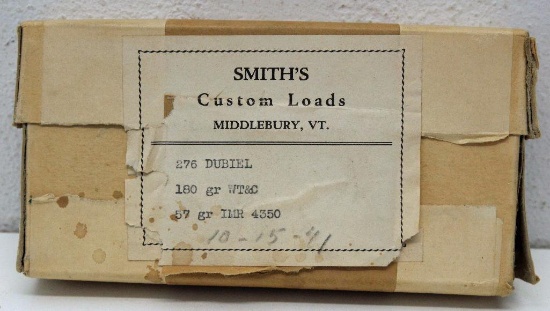 SMITH'S
Custom Loads
MIDDLEBURY, VT.
276 DUBIEL
180 gr WT&C
57 gr IMR 4350
10-15-41